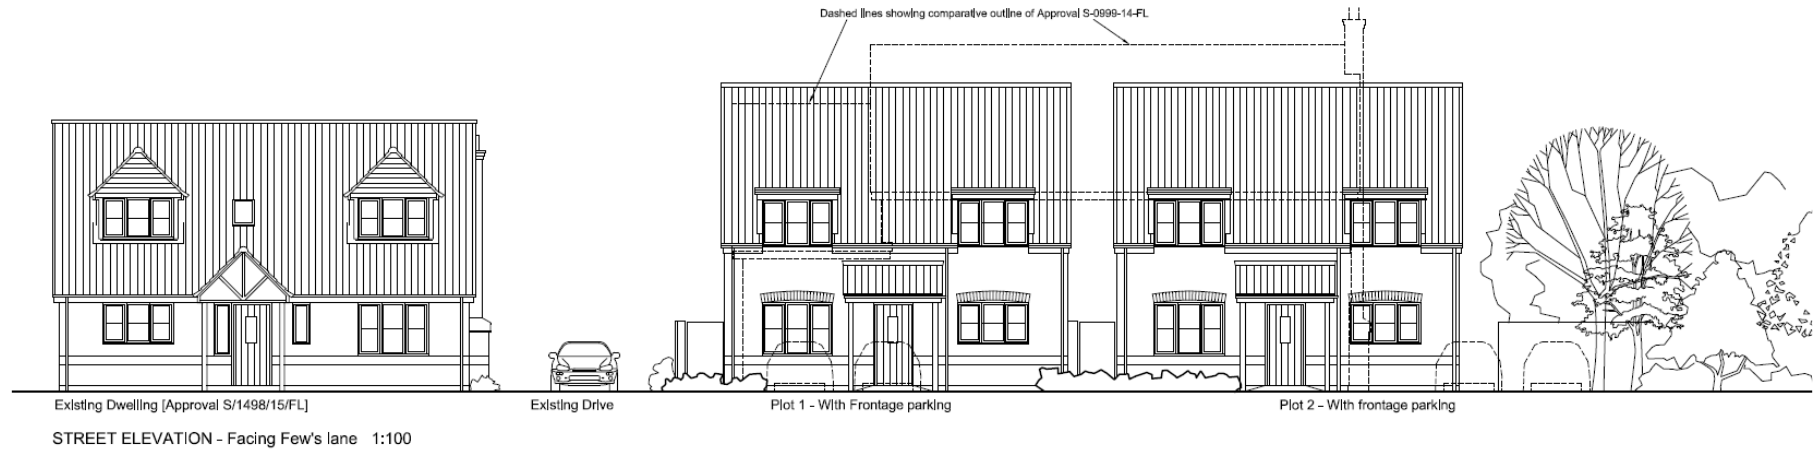 Dashed lines showing comparative outline of Approval S-0999-14-FL
Existing Dwelling [Approval S/1498/15/FL]
Existing Drive
Plot 1 - With Frontage parking
Plot 2 - With frontage parking
STREET ELEVATION - Facing Few's lane 1:100